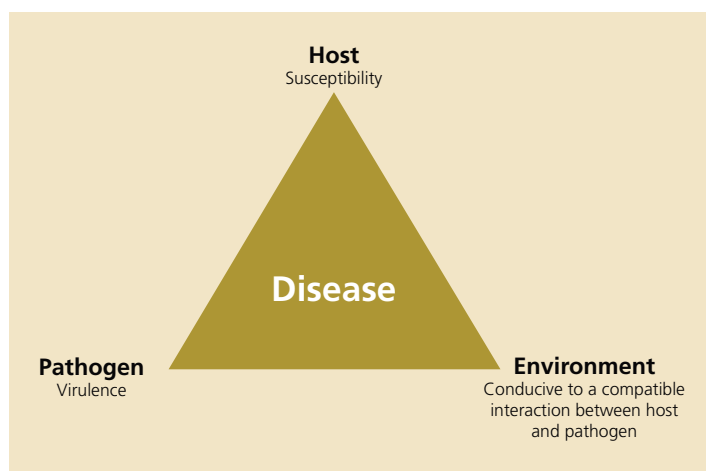 Host
Susceptibility
Disease
Pathogen
Virulence
Environment
Conducive to a compatible
interaction between host
and pathogen